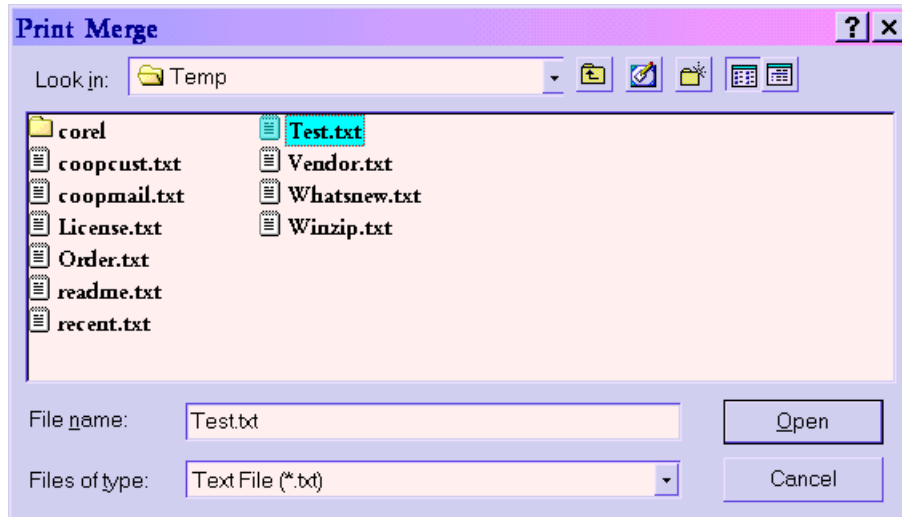 Print Merge
Look in: Temp
corel
coopcust.txt
coopmail.txt
License.txt
Order.txt
readme.txt
recent.txt
Test.txt
Vendor.txt
Whatsnew.txt
Winzip.txt
File name: Test.txt Open
Files of type: Text File (*.txt) Cancel